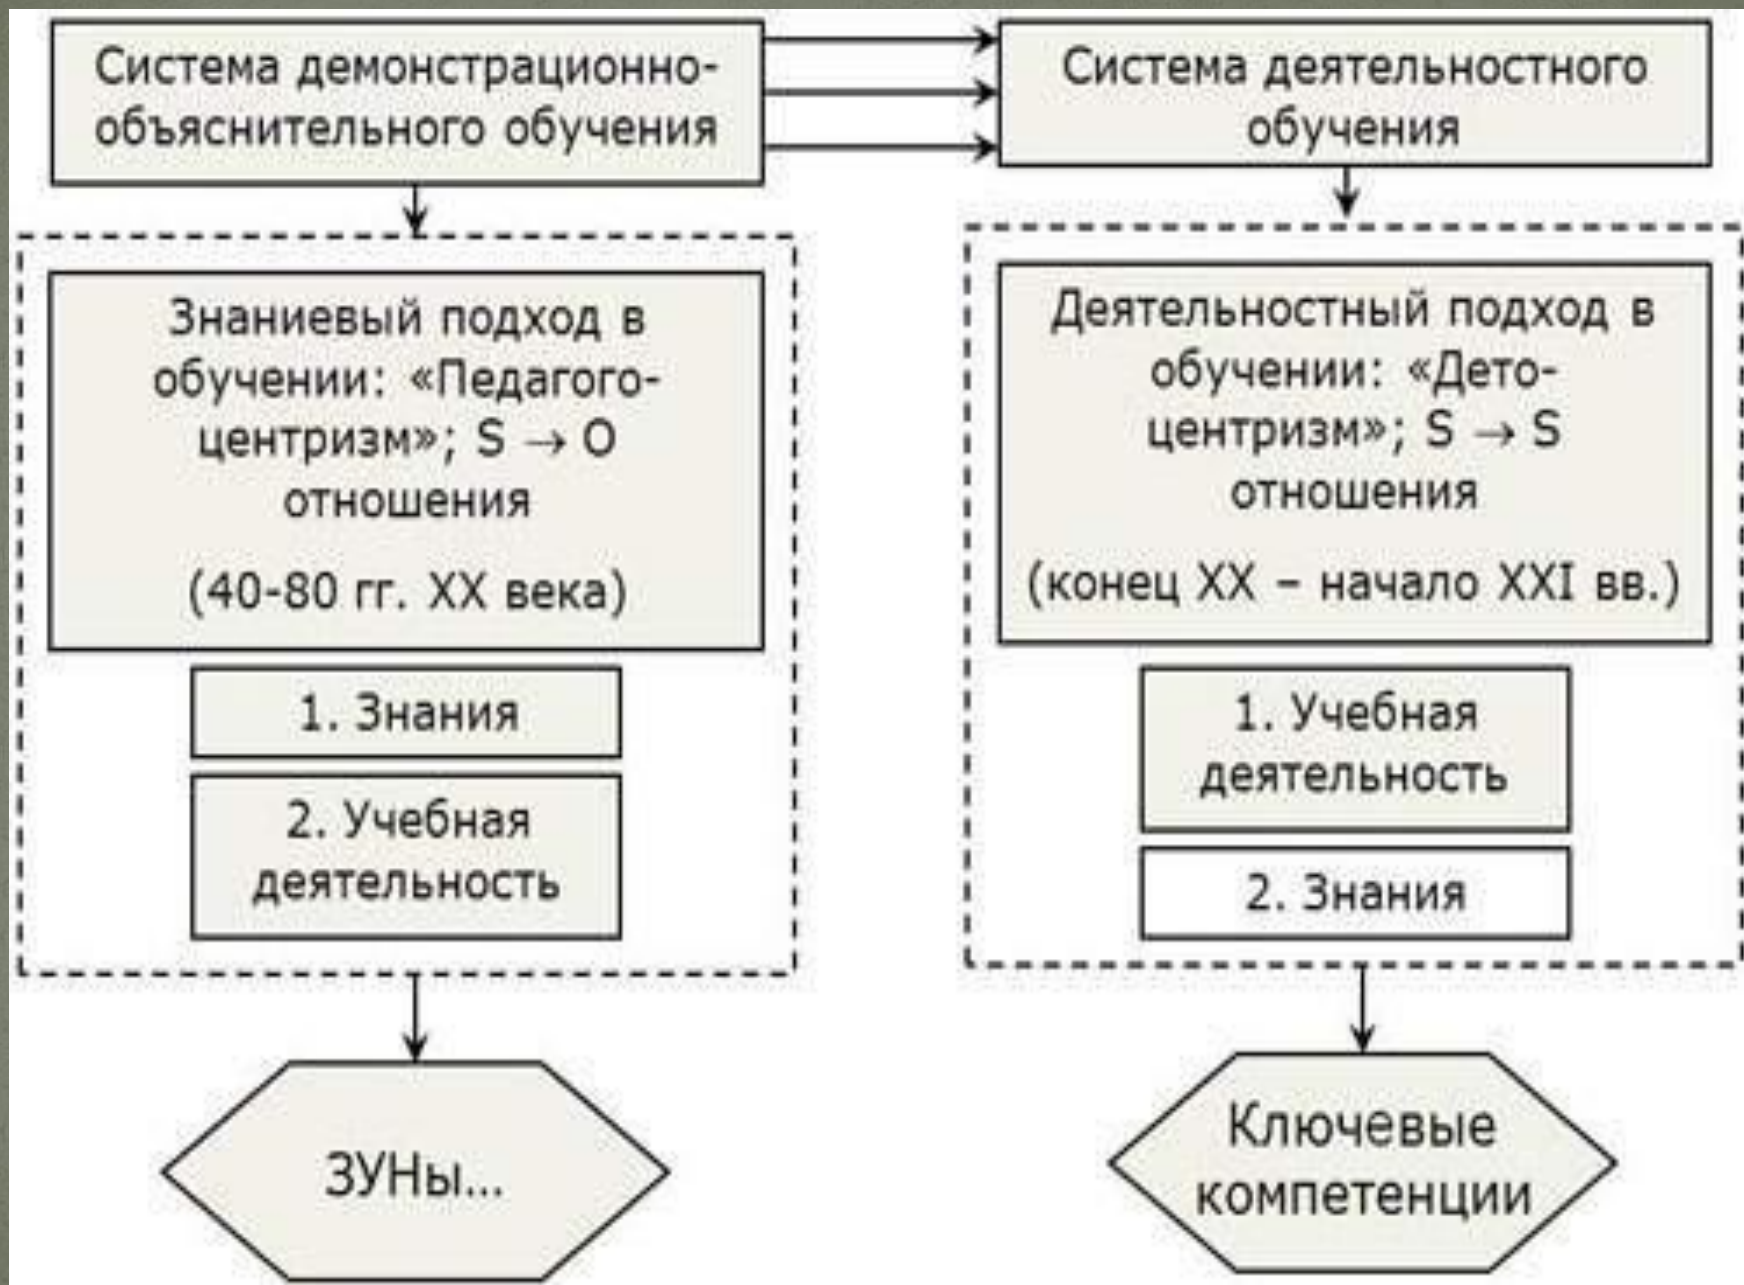 Система демонстрационно-
объяснительного обучения
Система деятельностного
обучения
Знаниевый подход в
обучении: «Педагого-
центризм»; S → O
отношения
(40-80 гг. XX века)
1. Знания
2. Учебная
деятельность
ЗУНы...
Деятельностный подход в
обучении: «Дето-
центризм»; S → S
отношения
(конец XX – начало XXI вв.)
1. Учебная
деятельность
2. Знания
Ключевые
компетенции